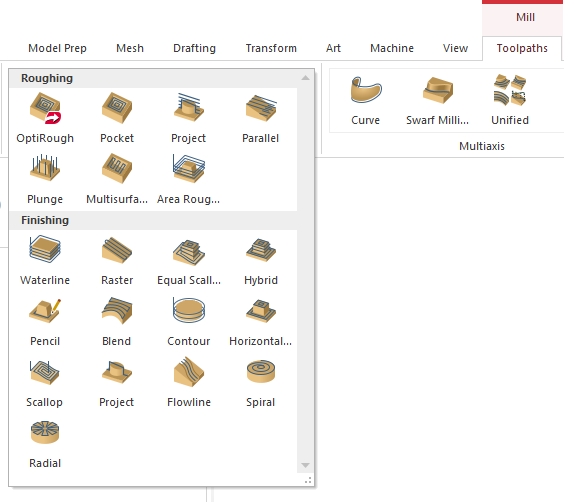 Mill
Model Prep Mesh Drafting Transform Art Machine View Toolpaths
Roughing
OptiRough Pocket Project Parallel
Plunge Multisurfa... Area Roug...
Finishing
Waterline Raster Equal Scall... Hybrid
Pencil Blend Contour Horizontal...
Scallop Project Flowline Spiral
Radial
Curve Swarf Milli... Unified
Multiaxis